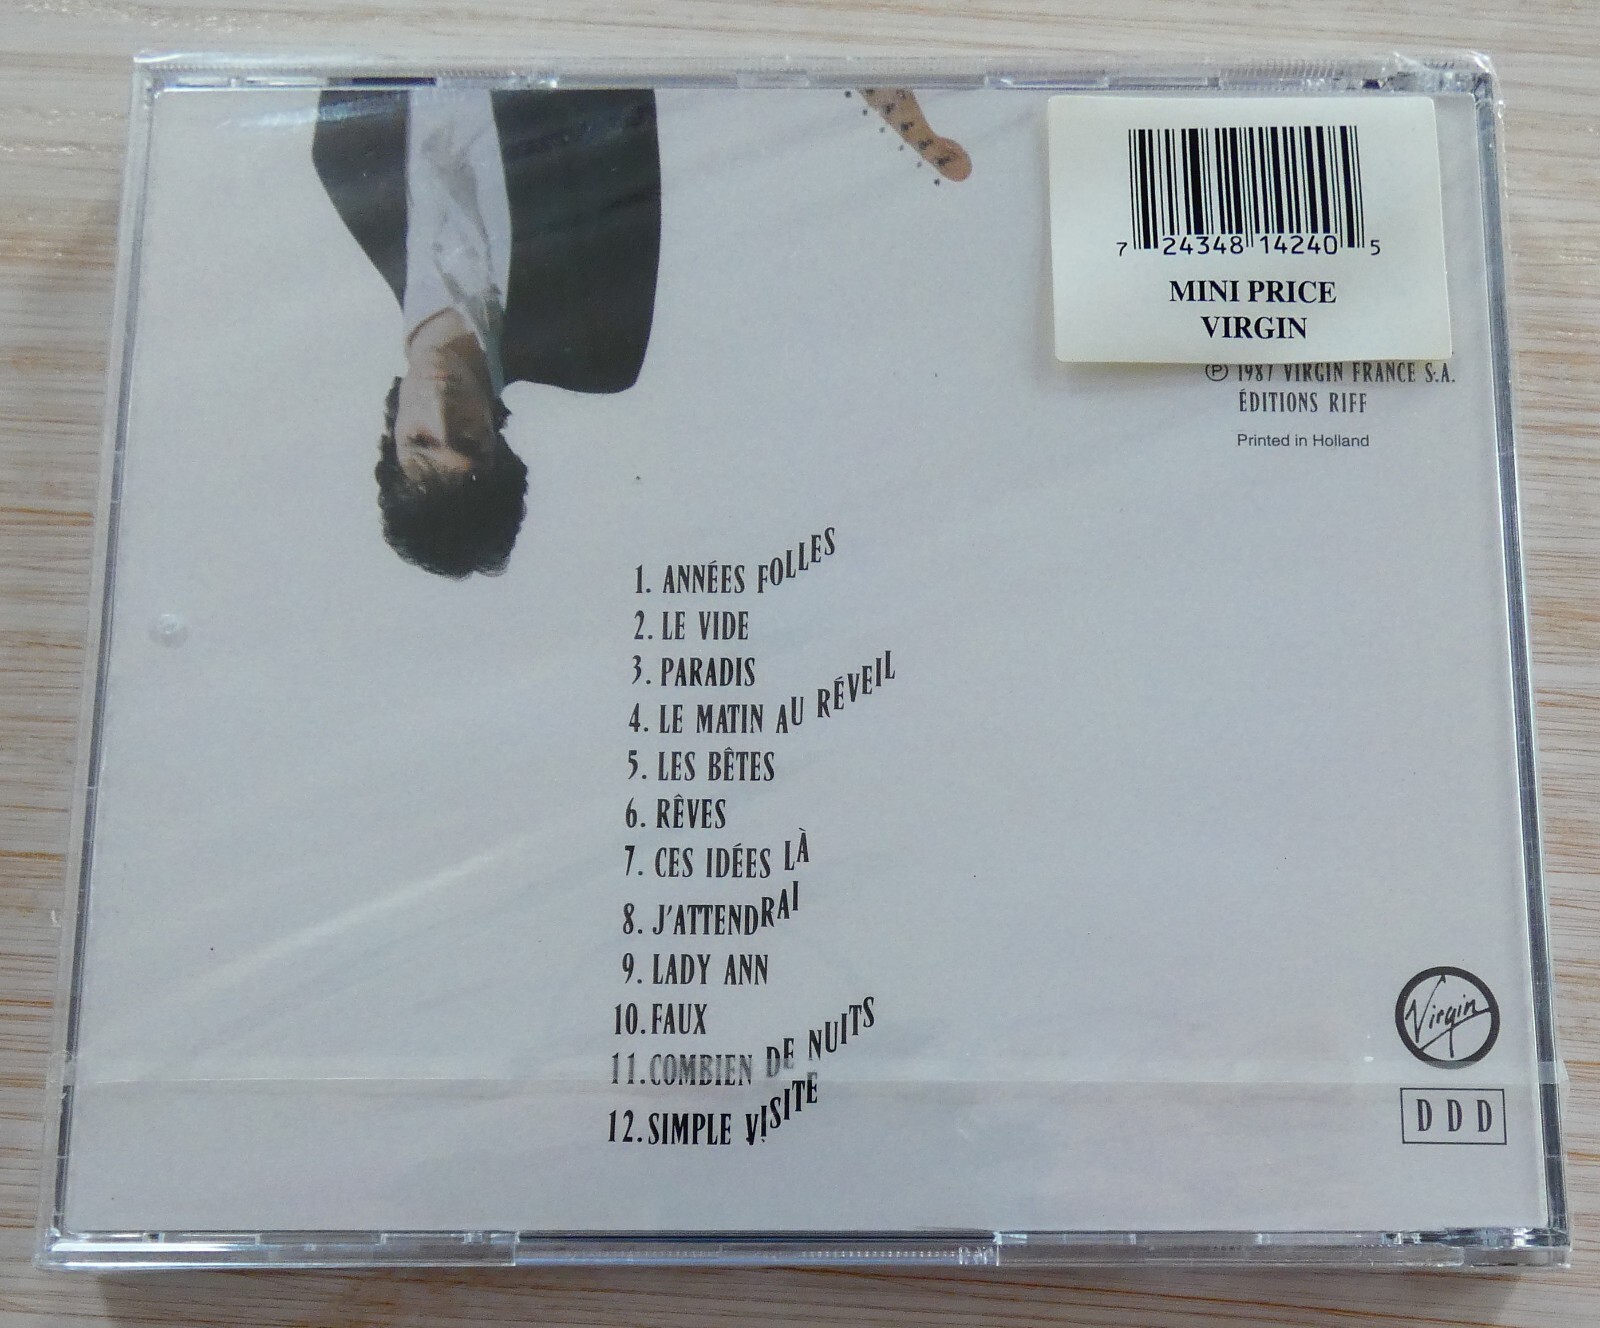 7 24348 14240 5
MINI PRICE
VIRGIN
℗ 1987 VIRGIN FRANCE S.A.
ÉDITIONS RIFF
Printed in Holland
1. ANNÉES FOLLES
2. LE VIDE
3. PARADIS
4. LE MATIN AU RÉVEIL
5. LES BÊTES
6. RÊVES
7. CES IDÉES LÀ
8. J'ATTENDRAI
9. LADY ANN
10. FAUX
11. COMBIEN DE NUITS
12. SIMPLE VISITE
Virgin
D D D